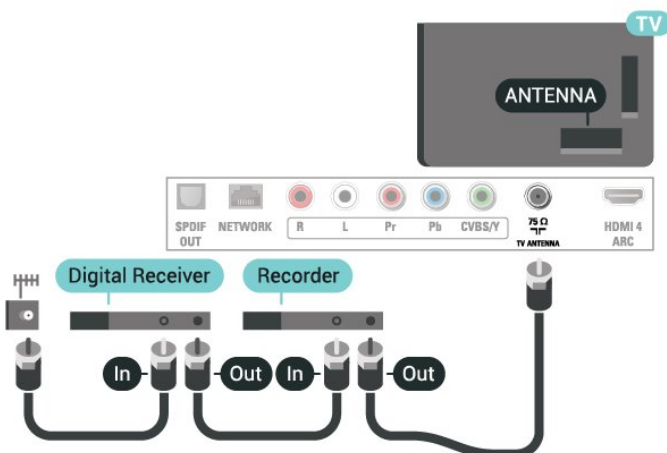 TV
ANTENNA
SPDIF OUT
NETWORK
R
L
Pr
Pb
CVBS/Y
75 Ω
TV ANTENNA
HDMI 4 ARC
Digital Receiver
Recorder
In
Out
In
Out